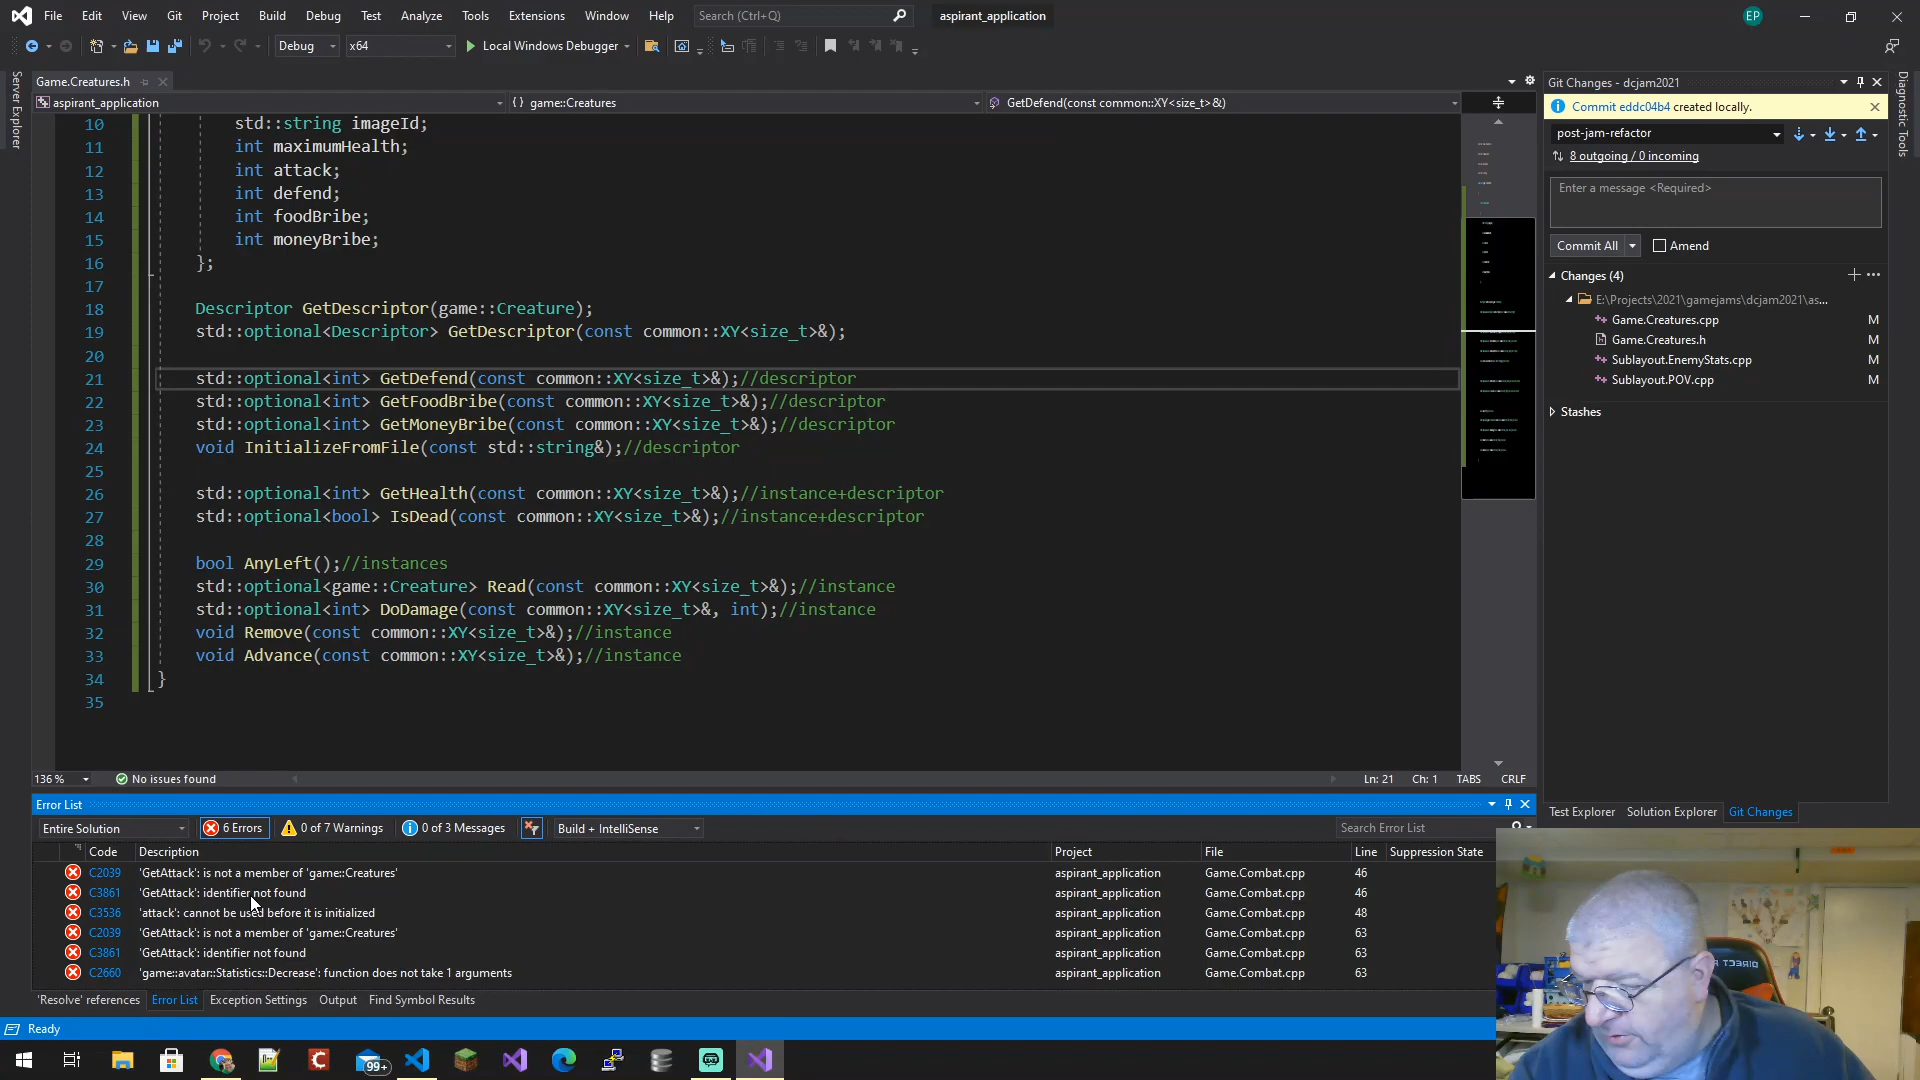 File Edit View Git Project Build Debug Test Analyze Tools Extensions Window Help Search (Ctrl+Q) aspirant_application EP
Debug x64 Local Windows Debugger
Server Explorer
Game.Creatures.h
aspirant_application {} game::Creatures GetDefend(const common::XY<size_t>&)
10 std::string imageId;
11 int maximumHealth;
12 int attack;
13 int defend;
14 int foodBribe;
15 int moneyBribe;
16 };
17
18 Descriptor GetDescriptor(game::Creature);
19 std::optional<Descriptor> GetDescriptor(const common::XY<size_t>&);
20
21 std::optional<int> GetDefend(const common::XY<size_t>&);//descriptor
22 std::optional<int> GetFoodBribe(const common::XY<size_t>&);//descriptor
23 std::optional<int> GetMoneyBribe(const common::XY<size_t>&);//descriptor
24 void InitializeFromFile(const std::string&);//descriptor
25
26 std::optional<int> GetHealth(const common::XY<size_t>&);//instance+descriptor
27 std::optional<bool> IsDead(const common::XY<size_t>&);//instance+descriptor
28
29 bool AnyLeft();//instances
30 std::optional<game::Creature> Read(const common::XY<size_t>&);//instance
31 std::optional<int> DoDamage(const common::XY<size_t>&, int);//instance
32 void Remove(const common::XY<size_t>&);//instance
33 void Advance(const common::XY<size_t>&);//instance
34 }
35
136 % No issues found Ln: 21 Ch: 1 TABS CRLF
Git Changes - dcjam2021
Commit eddc04b4 created locally.
post-jam-refactor
8 outgoing / 0 incoming
Enter a message <Required>
Commit All Amend
Changes (4)
E:\Projects\2021\gamejams\dcjam2021\as...
Game.Creatures.cpp M
Game.Creatures.h M
Sublayout.EnemyStats.cpp M
Sublayout.POV.cpp M
Stashes
Test Explorer Solution Explorer Git Changes
Diagnostic Tools
Error List
Entire Solution 6 Errors 0 of 7 Warnings 0 of 3 Messages Build + IntelliSense Search Error List
Code Description Project File Line Suppression State
C2039 'GetAttack': is not a member of 'game::Creatures' aspirant_application Game.Combat.cpp 46
C3861 'GetAttack': identifier not found aspirant_application Game.Combat.cpp 46
C3536 'attack': cannot be used before it is initialized aspirant_application Game.Combat.cpp 48
C2039 'GetAttack': is not a member of 'game::Creatures' aspirant_application Game.Combat.cpp 63
C3861 'GetAttack': identifier not found aspirant_application Game.Combat.cpp 63
C2660 'game::avatar::Statistics::Decrease': function does not take 1 arguments aspirant_application Game.Combat.cpp 63
'Resolve' references Error List Exception Settings Output Find Symbol Results
Ready
99+
DIRECT